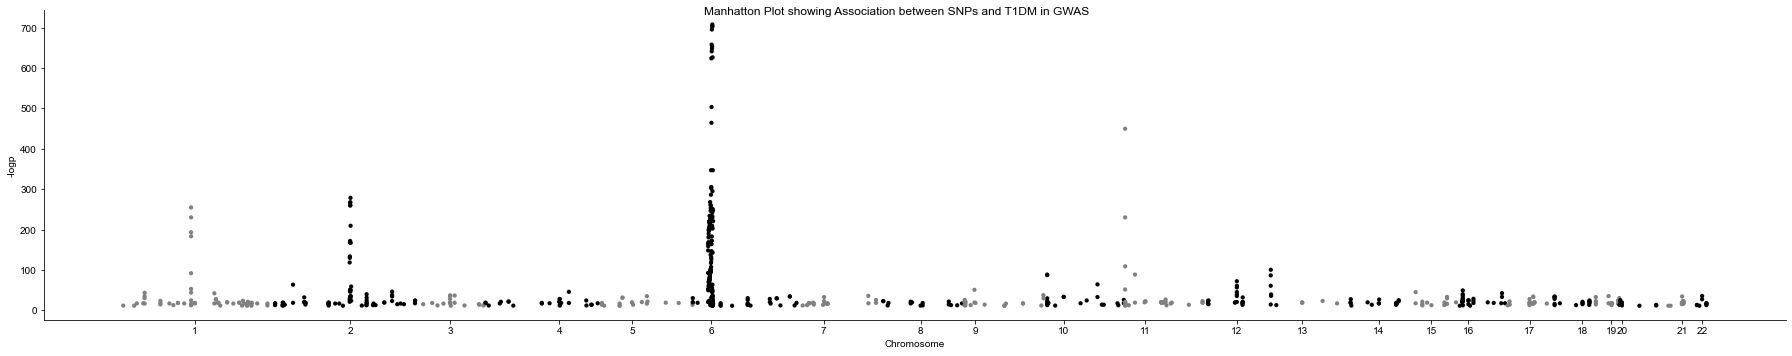 Manhatton Plot showing Association between SNPs and T1DM in GWAS
700
600
500
400
300
200
100
0
-logp
1 2 3 4 5 6 7 8 9 10 11 12 13 14 15 16 17 18 19 20 21 22
Chromosome